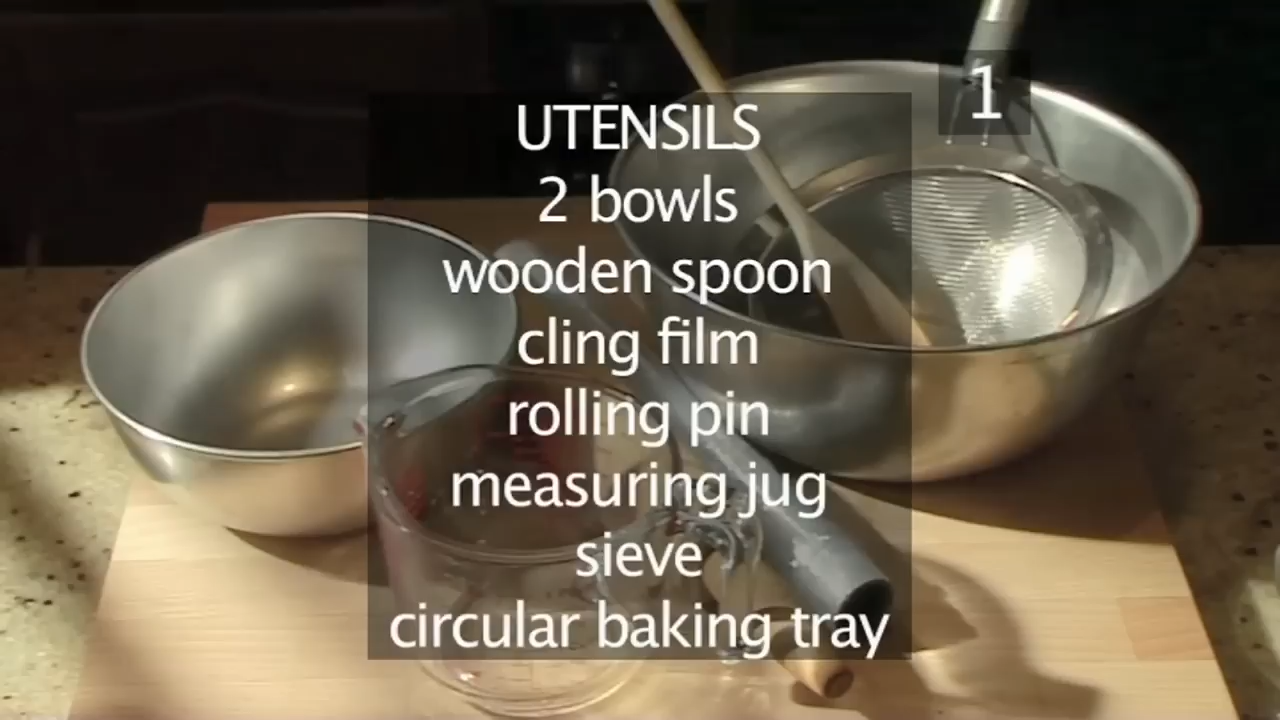 1
UTENSILS
2 bowls
wooden spoon
cling film
rolling pin
measuring jug
sieve
circular baking tray